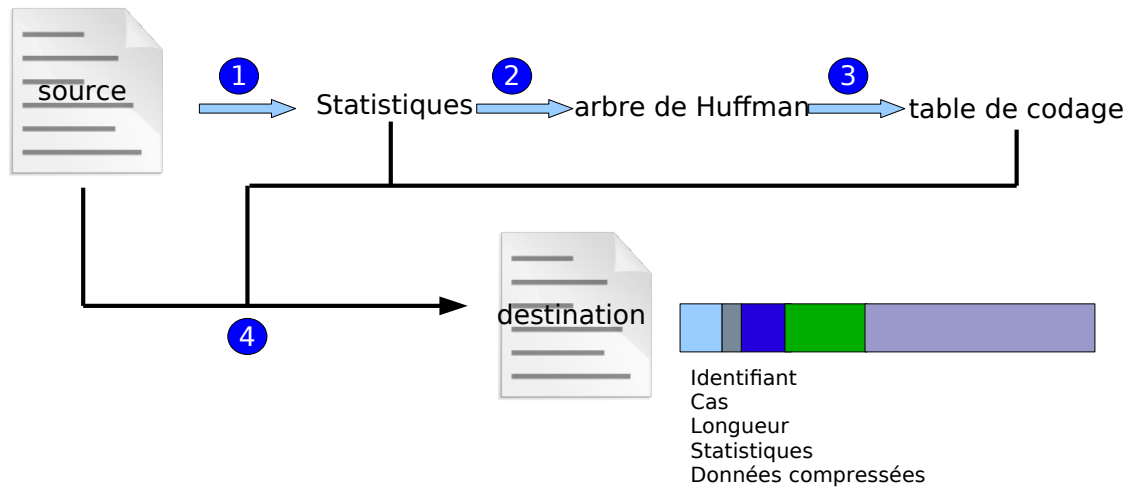 source
1
Statistiques
2
arbre de Huffman
3
table de codage
4
destination
Identifiant
Cas
Longueur
Statistiques
Données compressées